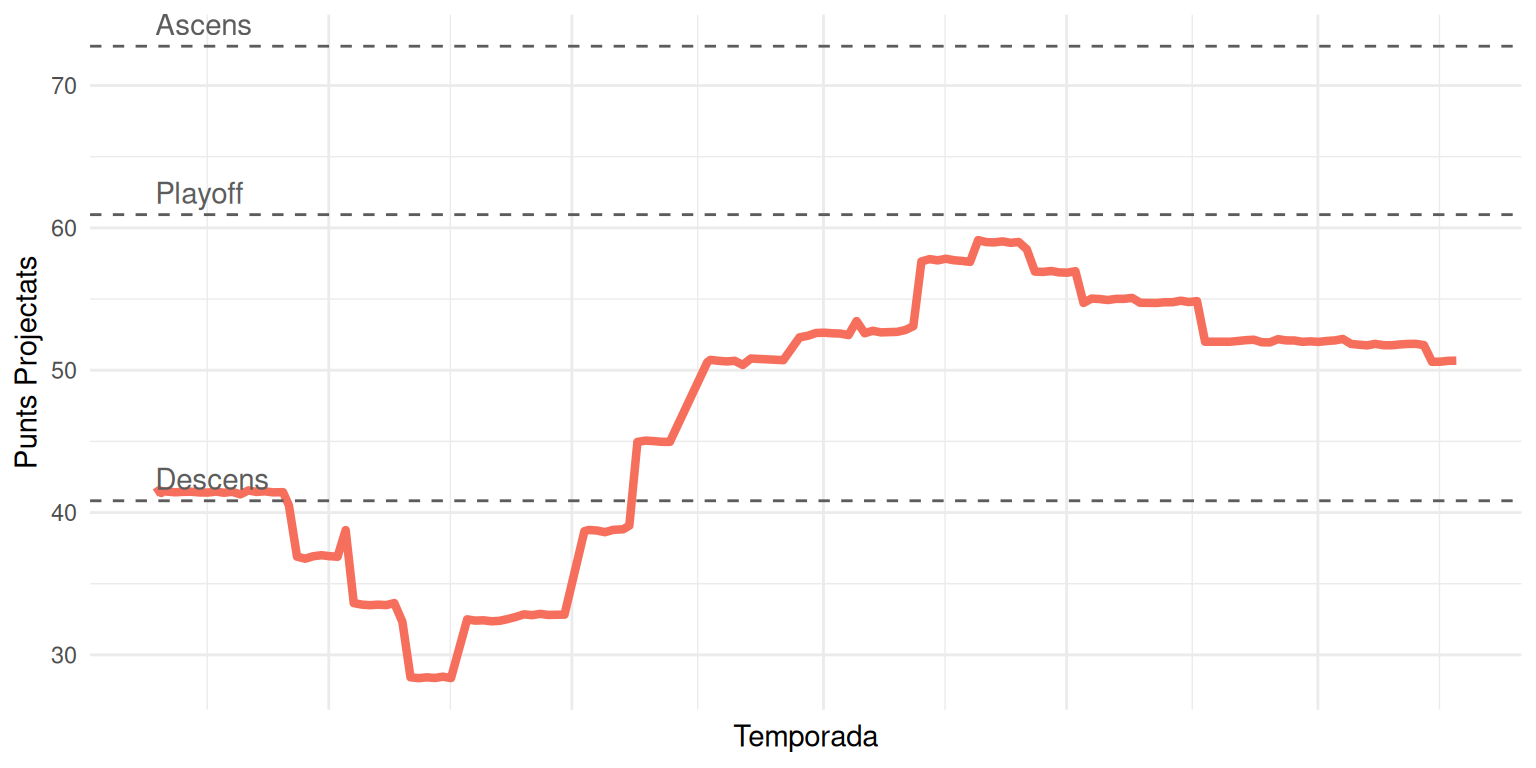 Ascens
70
Playoff
60
Punts Projectats
50
Descens
40
30
Temporada